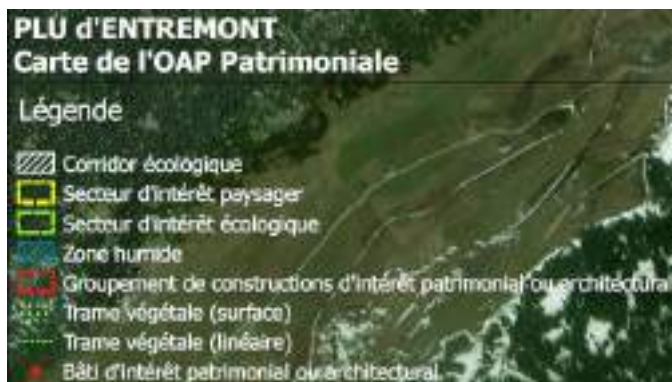 PLU d'ENTREMONT
Carte de l'OAP Patrimoniale
Légende
Corridor écologique
Secteur d'intérêt paysager
Secteur d'intérêt écologique
Zone humide
Groupement de constructions d'intérêt patrimonial ou architectural
Trame végétale (surface)
Trame végétale (linéaire)
Bâti d'intérêt patrimonial ou architectural